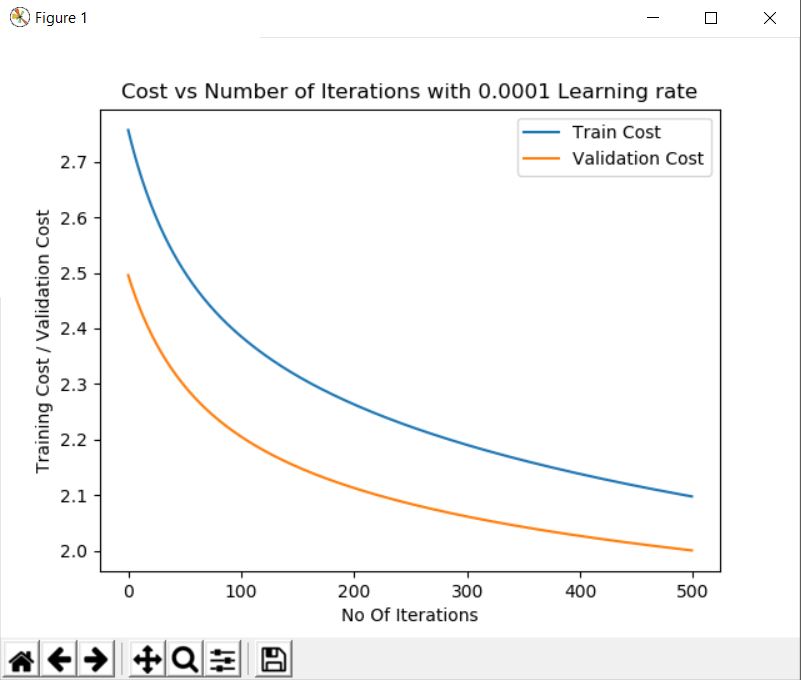 Figure 1
Cost vs Number of Iterations with 0.0001 Learning rate
Train Cost
Validation Cost
Training Cost / Validation Cost
2.7
2.6
2.5
2.4
2.3
2.2
2.1
2.0
0 100 200 300 400 500
No Of Iterations